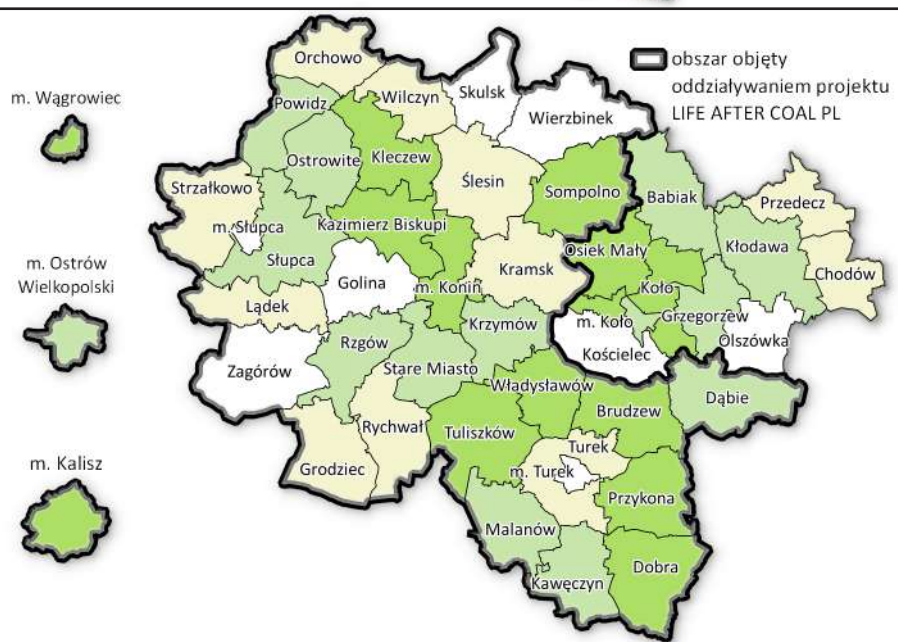 obszar objęty
oddziaływaniem projektu
LIFE AFTER COAL PL
m. Wągrowiec
m. Ostrów
Wielkopolski
m. Kalisz
Orchowo
Skulsk
Wilczyn
Powidz
Wierzbinek
Ostrowite
Kleczew
Ślesin
Sompolno
Strzałkowo
Babiak
Przedecz
m. Słupca
Kazimierz Biskupi
Kłodawa
Osiek Mały
Słupca
Kramsk
Chodów
Golina
m. Konin
Koło
Lądek
Krzymów
m. Koło
Grzegorzew
Olszówka
Rzgów
Kościelec
Zagórów
Stare Miasto
Władysławów
Dąbie
Brudzew
Rychwał
Tuliszków
Turek
Grodziec
m. Turek
Przykona
Malanów
Dobra
Kawęczyn